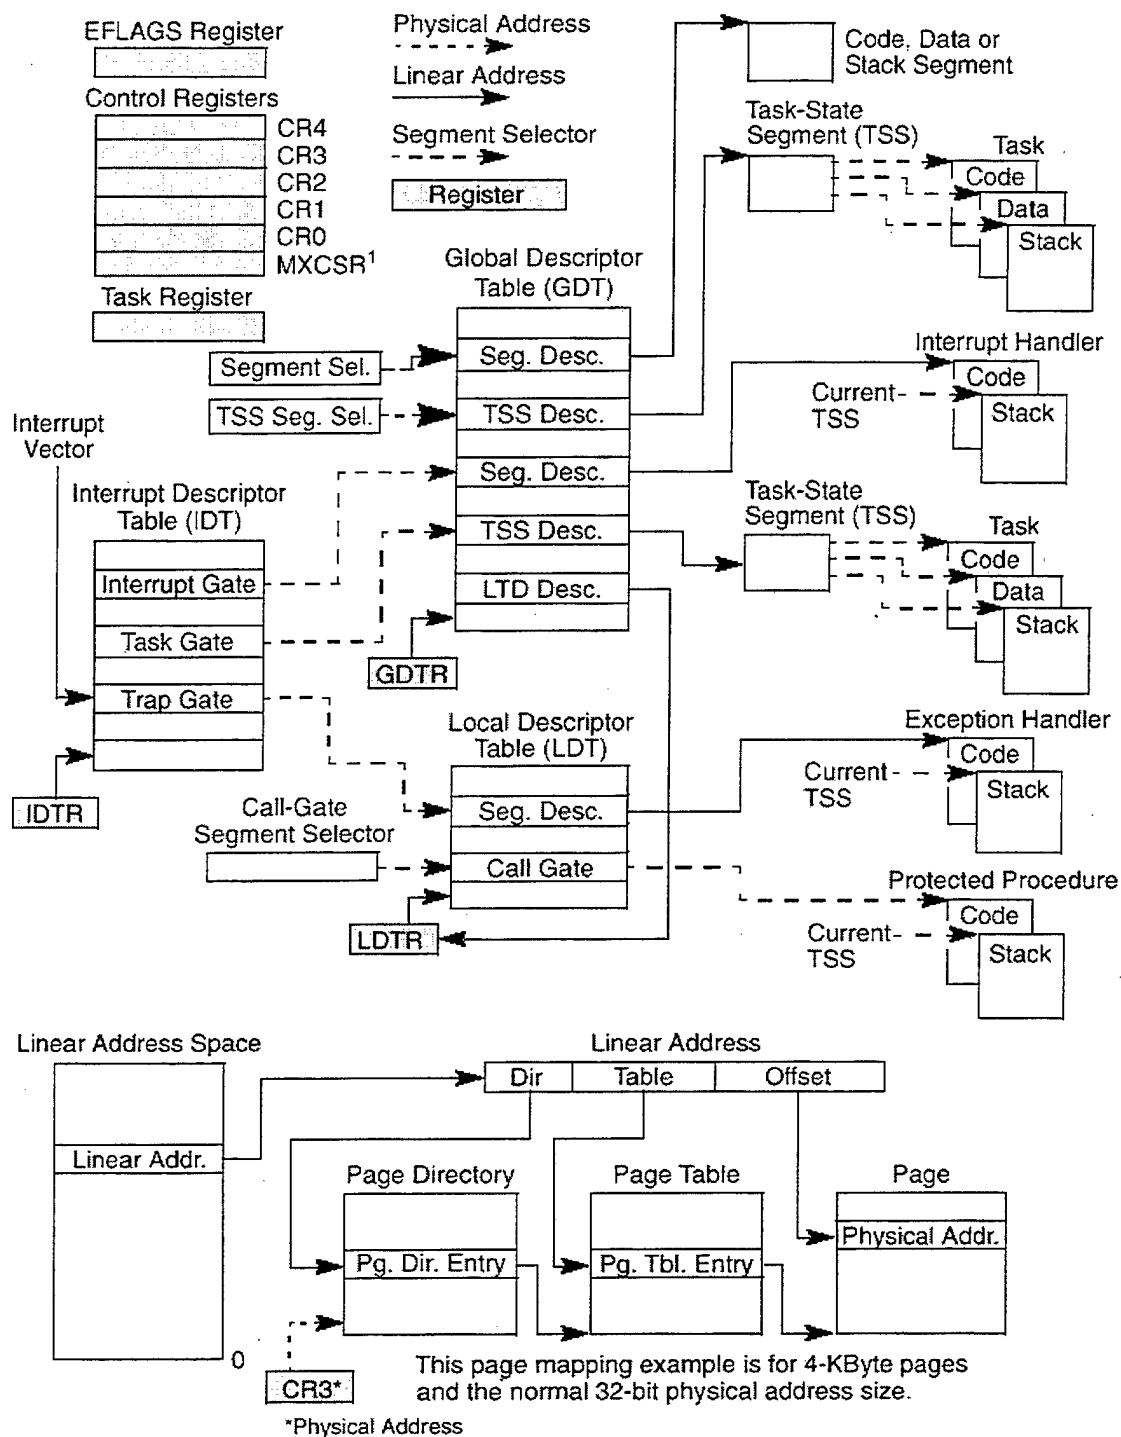 EFLAGS Register
Control Registers
CR4
CR3
CR2
CR1
CR0
MXCSR¹
Task Register
Physical Address
Linear Address
Segment Selector
Register
Code, Data or
Stack Segment
Task-State
Segment (TSS)
Task
Code
Data
Stack
Global Descriptor
Table (GDT)
Segment Sel.
Seg. Desc.
TSS Seg. Sel.
TSS Desc.
Seg. Desc.
TSS Desc.
LTD Desc.
GDTR
Interrupt Handler
Code
Current
TSS
Stack
Interrupt
Vector
Interrupt Descriptor
Table (IDT)
Interrupt Gate
Task Gate
Trap Gate
IDTR
Task-State
Segment (TSS)
Task
Code
Data
Stack
Local Descriptor
Table (LDT)
Seg. Desc.
Call-Gate
Segment Selector
Call Gate
LDTR
Exception Handler
Code
Current
TSS
Stack
Protected Procedure
Code
Current
TSS
Stack
Linear Address Space
Linear Addr.
0
Linear Address
Dir
Table
Offset
Page Directory
Pg. Dir. Entry
Page Table
Pg. Tbl. Entry
Page
Physical Addr.
CR3*
*Physical Address
This page mapping example is for 4-KByte pages
and the normal 32-bit physical address size.